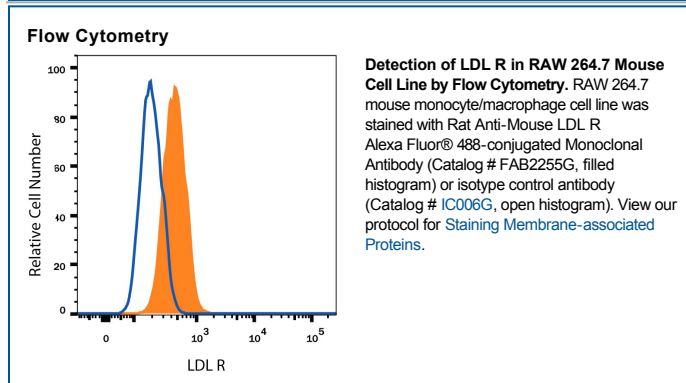 Flow Cytometry
100
80
60
40
20
0
Relative Cell Number
0
10³
10⁴
10⁵
LDL R
Detection of LDL R in RAW 264.7 Mouse
Cell Line by Flow Cytometry. RAW 264.7
mouse monocyte/macrophage cell line was
stained with Rat Anti-Mouse LDL R
Alexa Fluor® 488-conjugated Monoclonal
Antibody (Catalog # FAB2255G, filled
histogram) or isotype control antibody
(Catalog # IC006G, open histogram). View our
protocol for Staining Membrane-associated
Proteins.